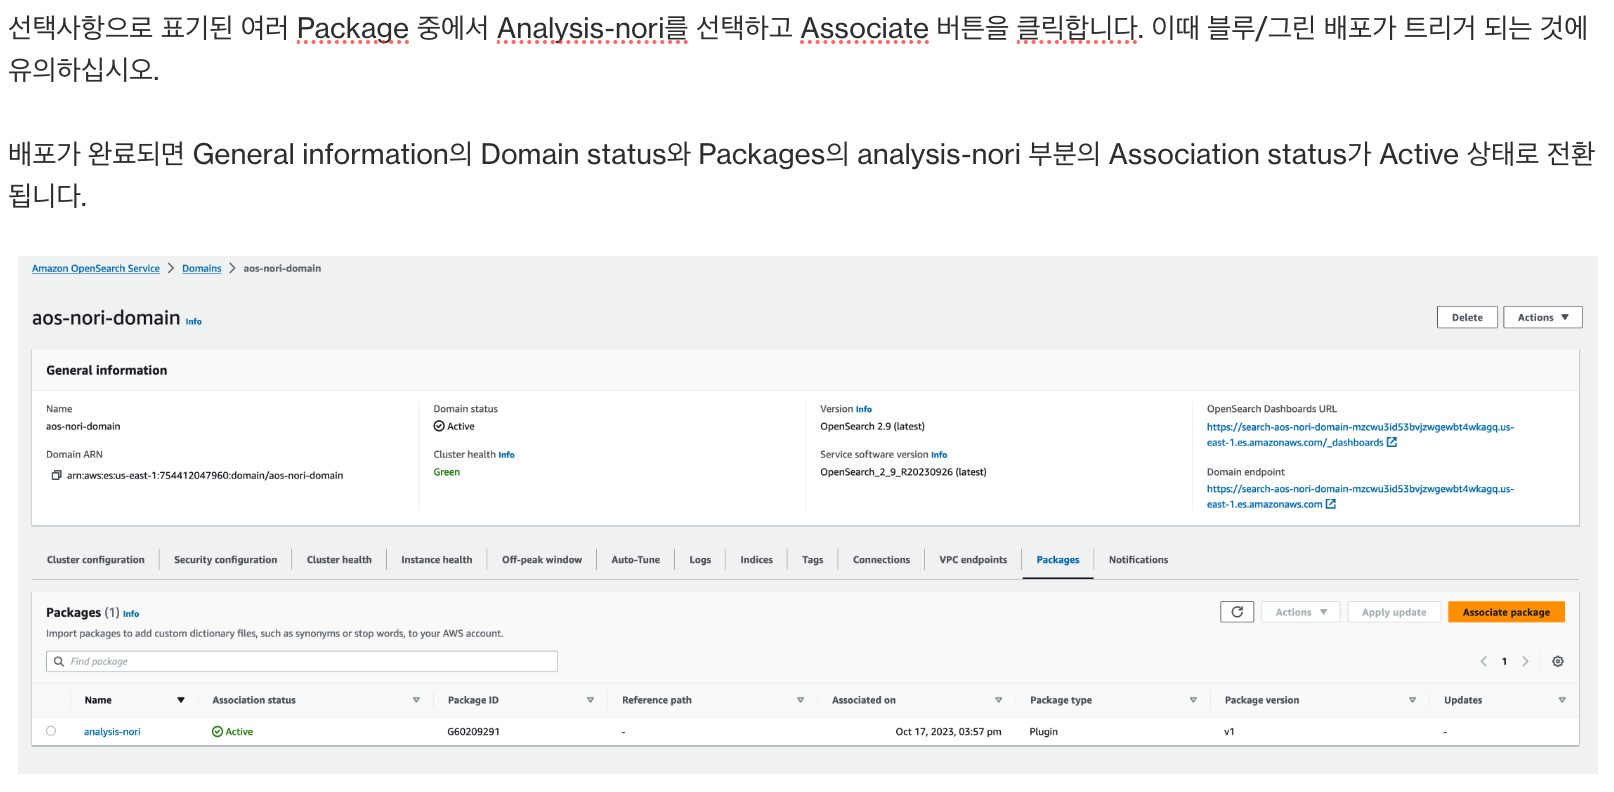 선택사항으로 표기된 여러 Package 중에서 Analysis-nori를 선택하고 Associate 버튼을 클릭합니다. 이때 블루/그린 배포가 트리거 되는 것에
유의하십시오.
배포가 완료되면 General information의 Domain status와 Packages의 analysis-nori 부분의 Association status가 Active 상태로 전환
됩니다.
Amazon OpenSearch Service > Domains > aos-nori-domain
aos-nori-domain Info
Delete Actions ▼
General information
Name
aos-nori-domain
Domain ARN
arn:aws:es:us-east-1:754412047960:domain/aos-nori-domain
Domain status
Active
Cluster health Info
Green
Version Info
OpenSearch 2.9 (latest)
Service software version Info
OpenSearch_2_9_R20230926 (latest)
OpenSearch Dashboards URL
https://search-aos-nori-domain-mzcwu3id53bvjzwgewbt4wkagq.us-
east-1.es.amazonaws.com/_dashboards
Domain endpoint
https://search-aos-nori-domain-mzcwu3id53bvjzwgewbt4wkagq.us-
east-1.es.amazonaws.com
Cluster configuration Security configuration Cluster health Instance health Off-peak window Auto-Tune Logs Indices Tags Connections VPC endpoints Packages Notifications
Packages (1) Info
Actions ▼ Apply update Associate package
Import packages to add custom dictionary files, such as synonyms or stop words, to your AWS account.
Find package
< 1 >
Name Association status Package ID Reference path Associated on Package type Package version Updates
analysis-nori Active G60209291 - Oct 17, 2023, 03:57 pm Plugin v1 -